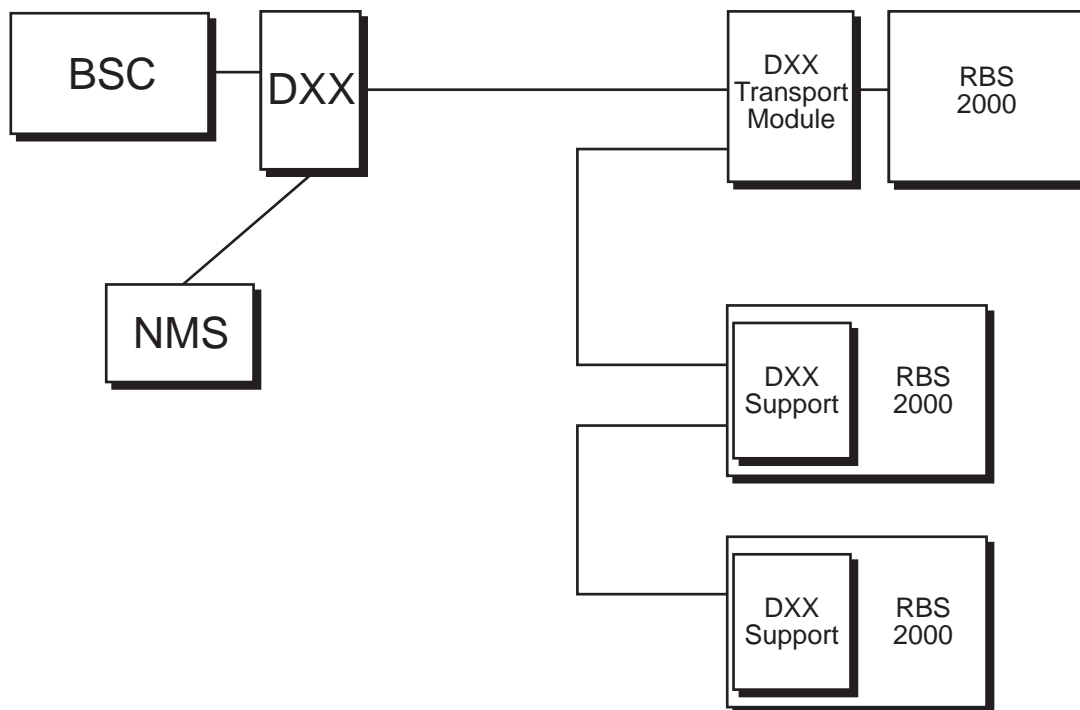 BSC
DXX
DXX
Transport
Module
RBS
2000
NMS
DXX
Support
RBS
2000
DXX
Support
RBS
2000